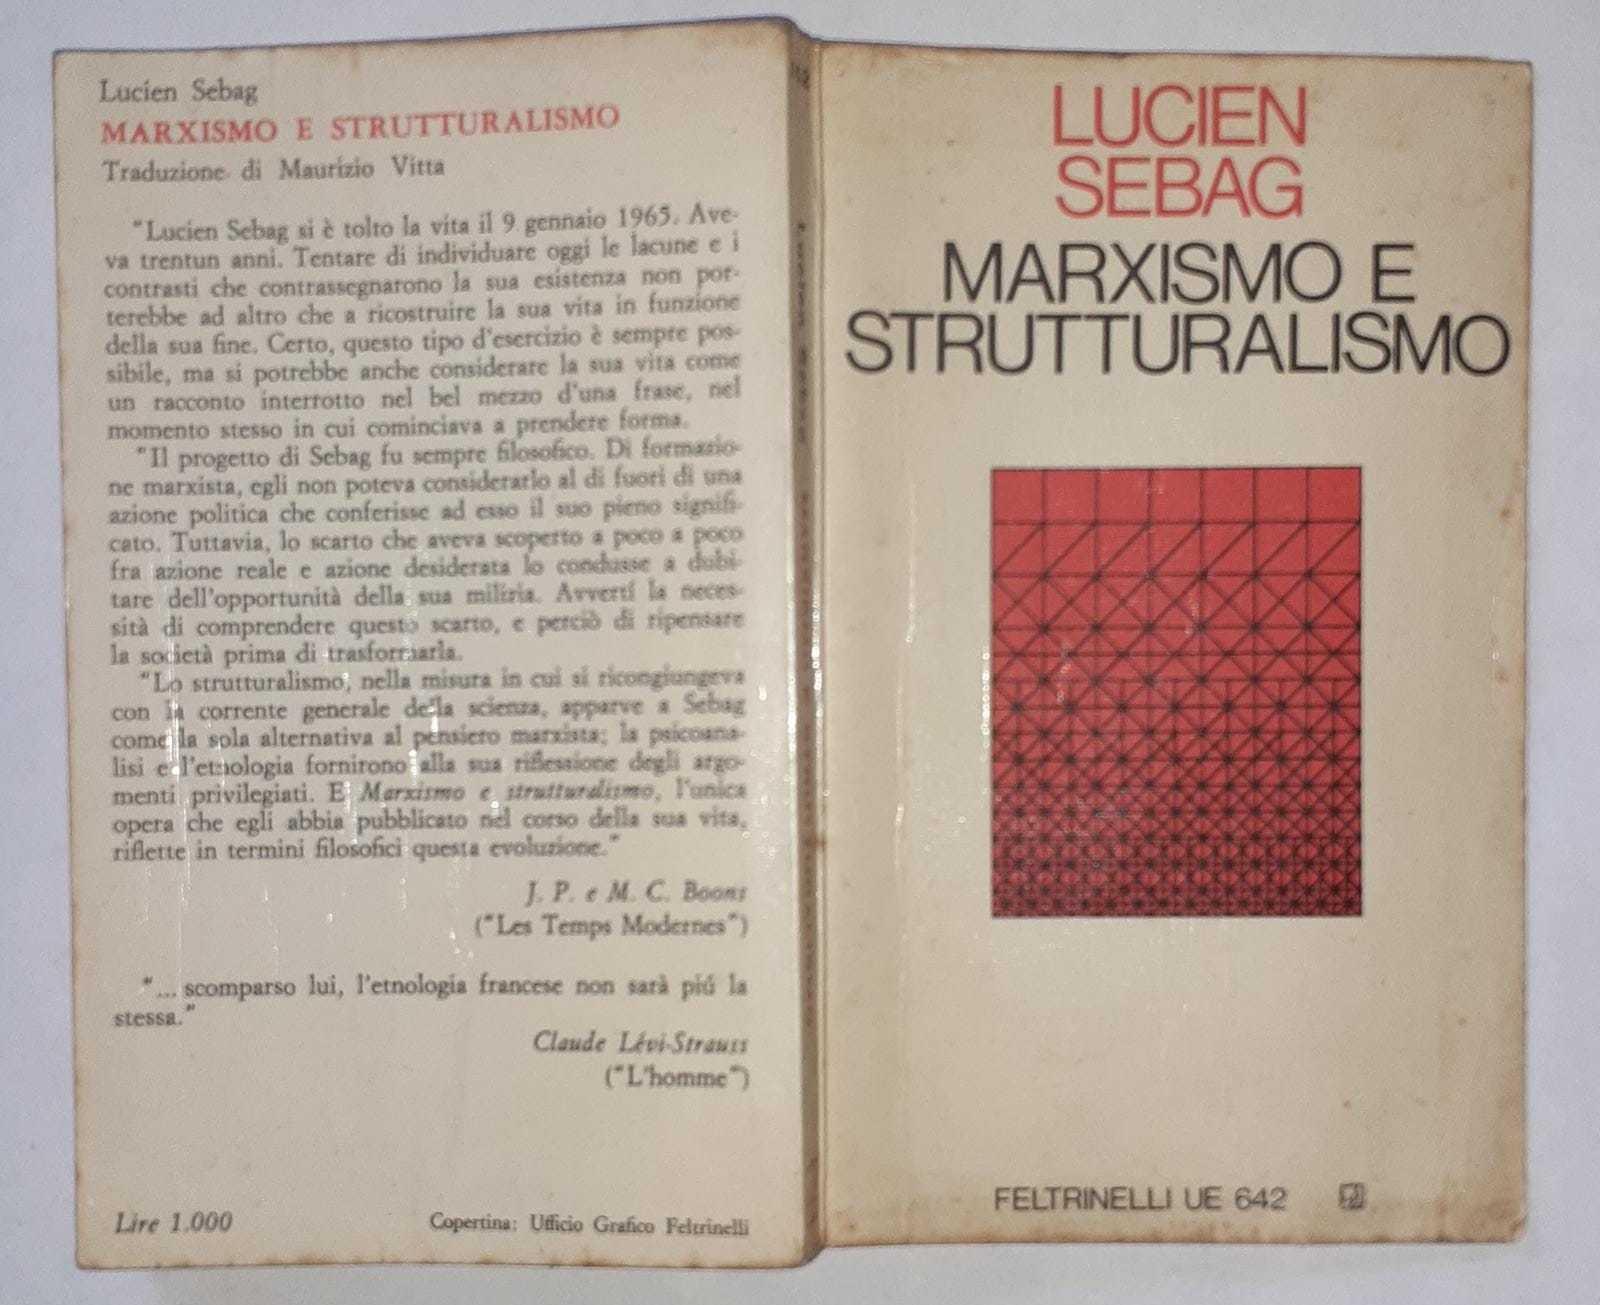 Lucien Sebag
MARXISMO E STRUTTURALISMO
Traduzione di Maurizio Vitta
"Lucien Sebag si è tolto la vita il 9 gennaio 1965. Ave-
va trentun anni. Tentare di individuare oggi le lacune e i
contrasti che contrassegnarono la sua esistenza non por-
terebbe ad altro che a ricostruire la sua vita in funzione
della sua fine. Certo, questo tipo d'esercizio è sempre pos-
sibile, ma si potrebbe anche considerare la sua vita come
un racconto interrotto nel bel mezzo d'una frase, nel
momento stesso in cui cominciava a prendere forma.
"Il progetto di Sebag fu sempre filosofico. Di formazio-
ne marxista, egli non poteva considerarlo al di fuori di una
azione politica che conferisse ad esso il suo pieno signifi-
cato. Tuttavia, lo scarto che aveva scoperto a poco a poco
fra azione reale e azione desiderata lo condusse a dubi-
tare dell'opportunità della sua milizia. Avvertí la neces-
sità di comprendere questo scarto, e perciò di ripensare
la società prima di trasformarla.
"Lo strutturalismo, nella misura in cui si ricongiungeva
con la corrente generale della scienza, apparve a Sebag
come la sola alternativa al pensiero marxista; la psicoana-
lisi e l'etnologia fornirono alla sua riflessione degli argo-
menti privilegiati. E Marxismo e strutturalismo, l'unica
opera che egli abbia pubblicato nel corso della sua vita,
riflette in termini filosofici questa evoluzione."
J. P. e M. C. Boons
("Les Temps Modernes")
"... scomparso lui, l'etnologia francese non sarà piú la
stessa."
Claude Lévi-Strauss
("L'homme")
Lire 1.000
Copertina: Ufficio Grafico Feltrinelli
LUCIEN
SEBAG
MARXISMO E
STRUTTURALISMO
FELTRINELLI UE 642